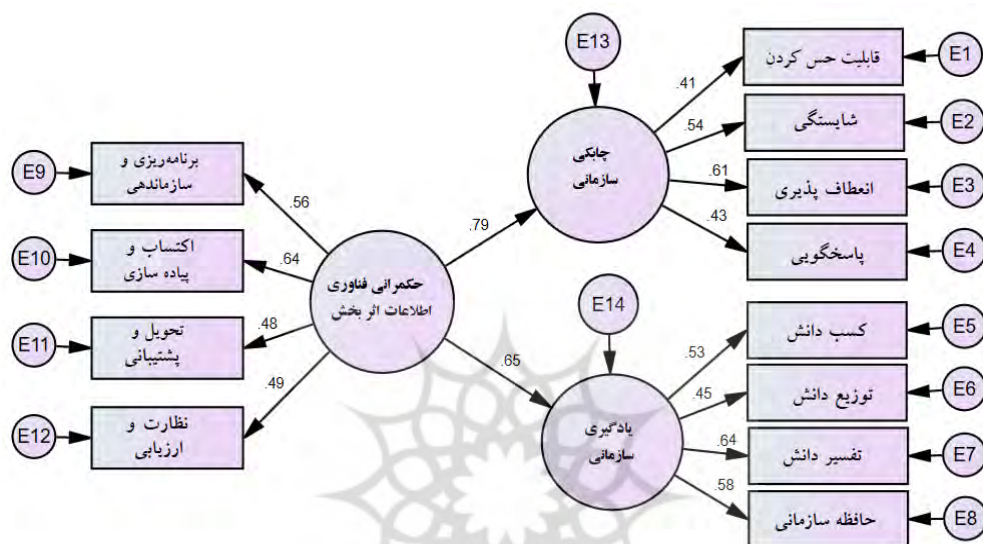 E13
قابلیت حس کردن
E1
.41
شایستگی
E2
.54
چابکی
سازمانی
انعطاف پذیری
E3
.61
پاسخگویی
E4
.43
E9
برنامه‌ریزی و
سازماندهی
.56
.79
E10
اکتساب و
پیاده سازی
.64
حکمرانی فناوری
اطلاعات اثر بخش
E14
E11
تحویل و
پشتیبانی
.48
.65
کسب دانش
E5
.53
توزیع دانش
E6
.45
E12
نظارت و
ارزیابی
.49
یادگیری
سازمانی
تفسیر دانش
E7
.64
حافظه سازمانی
E8
.58